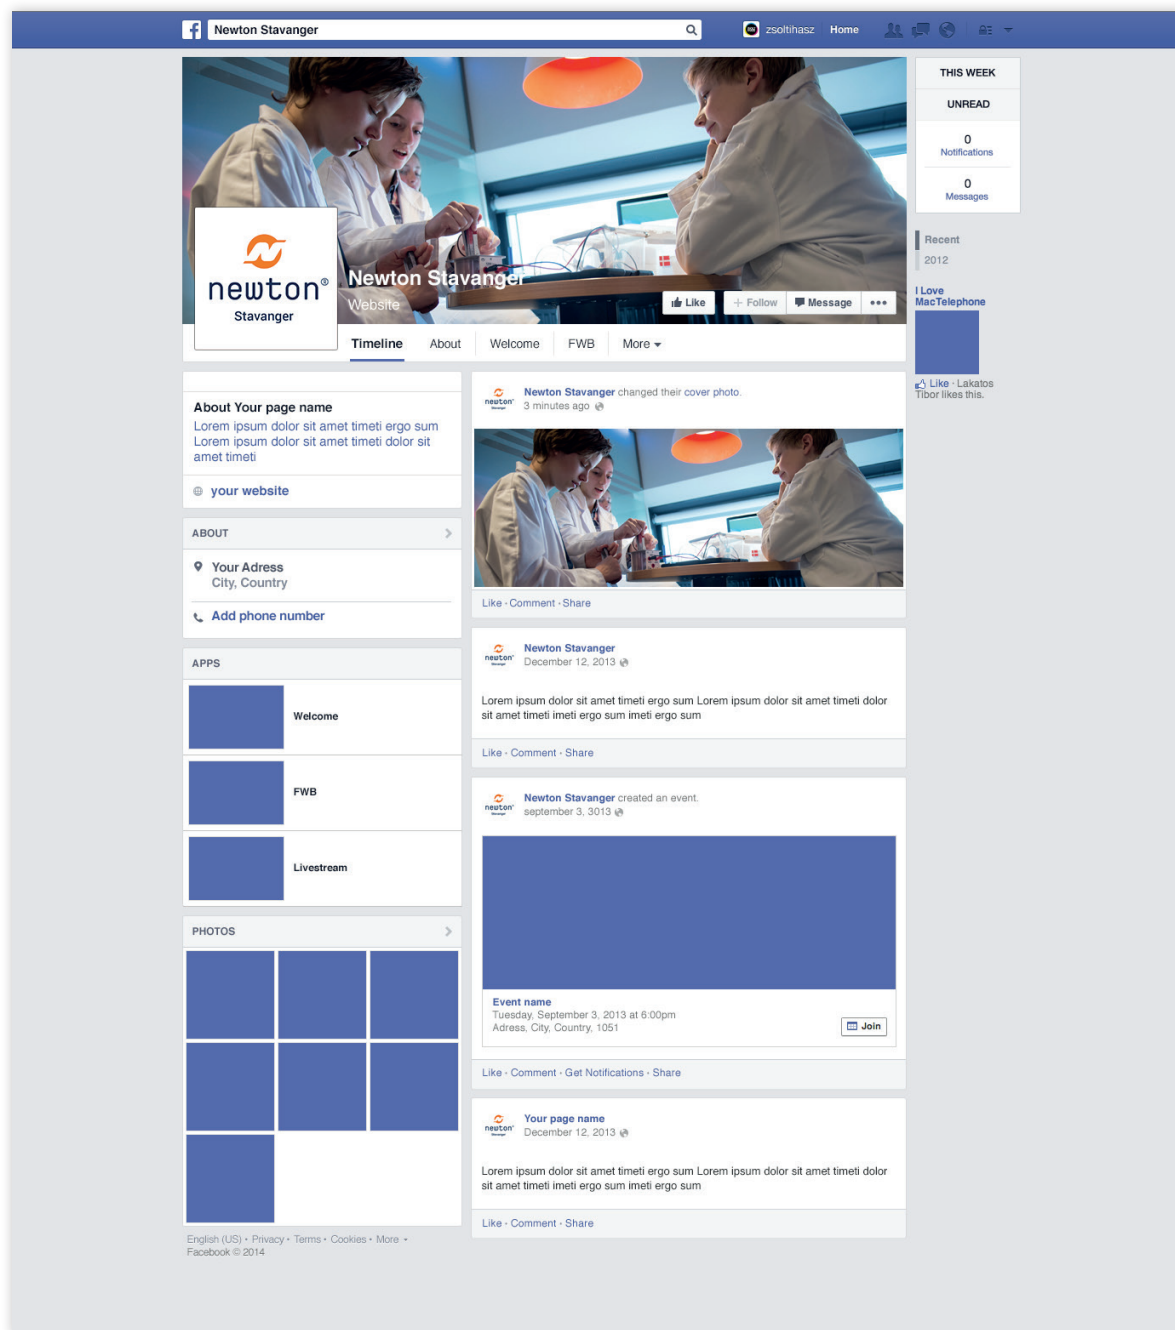 Newton Stavanger
zsoltihasz
Home
newton®
Stavanger
Newton Stavanger
Website
Like
+ Follow
Message
Timeline
About
Welcome
FWB
More
THIS WEEK
UNREAD
0
Notifications
0
Messages
Recent
2012
I Love
MacTelephone
Like · Lakatos
Tibor likes this.
About Your page name
Lorem ipsum dolor sit amet timeti ergo sum
Lorem ipsum dolor sit amet timeti dolor sit
amet timeti
your website
ABOUT
Your Adress
City, Country
Add phone number
APPS
Welcome
FWB
Livestream
PHOTOS
English (US) · Privacy · Terms · Cookies · More
Facebook © 2014
newton®
Stavanger
Newton Stavanger changed their cover photo.
3 minutes ago
Like · Comment · Share
newton®
Stavanger
Newton Stavanger
December 12, 2013
Lorem ipsum dolor sit amet timeti ergo sum Lorem ipsum dolor sit amet timeti dolor
sit amet timeti imeti ergo sum imeti ergo sum
Like · Comment · Share
newton®
Stavanger
Newton Stavanger created an event.
september 3, 3013
Event name
Tuesday, September 3, 2013 at 6:00pm
Adress, City, Country, 1051
Join
Like · Comment · Get Notifications · Share
newton®
Stavanger
Your page name
December 12, 2013
Lorem ipsum dolor sit amet timeti ergo sum Lorem ipsum dolor sit amet timeti dolor
sit amet timeti imeti ergo sum imeti ergo sum
Like · Comment · Share